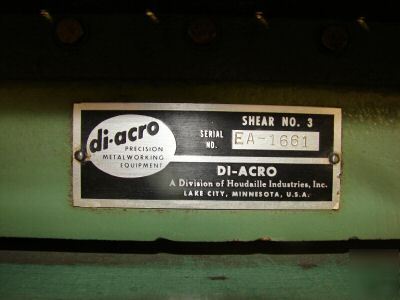 di-acro
PRECISION
METALWORKING
EQUIPMENT
SHEAR NO. 3
SERIAL NO. EA-1661
DI-ACRO
A Division of Houdaille Industries, Inc.
LAKE CITY, MINNESOTA, U.S.A.